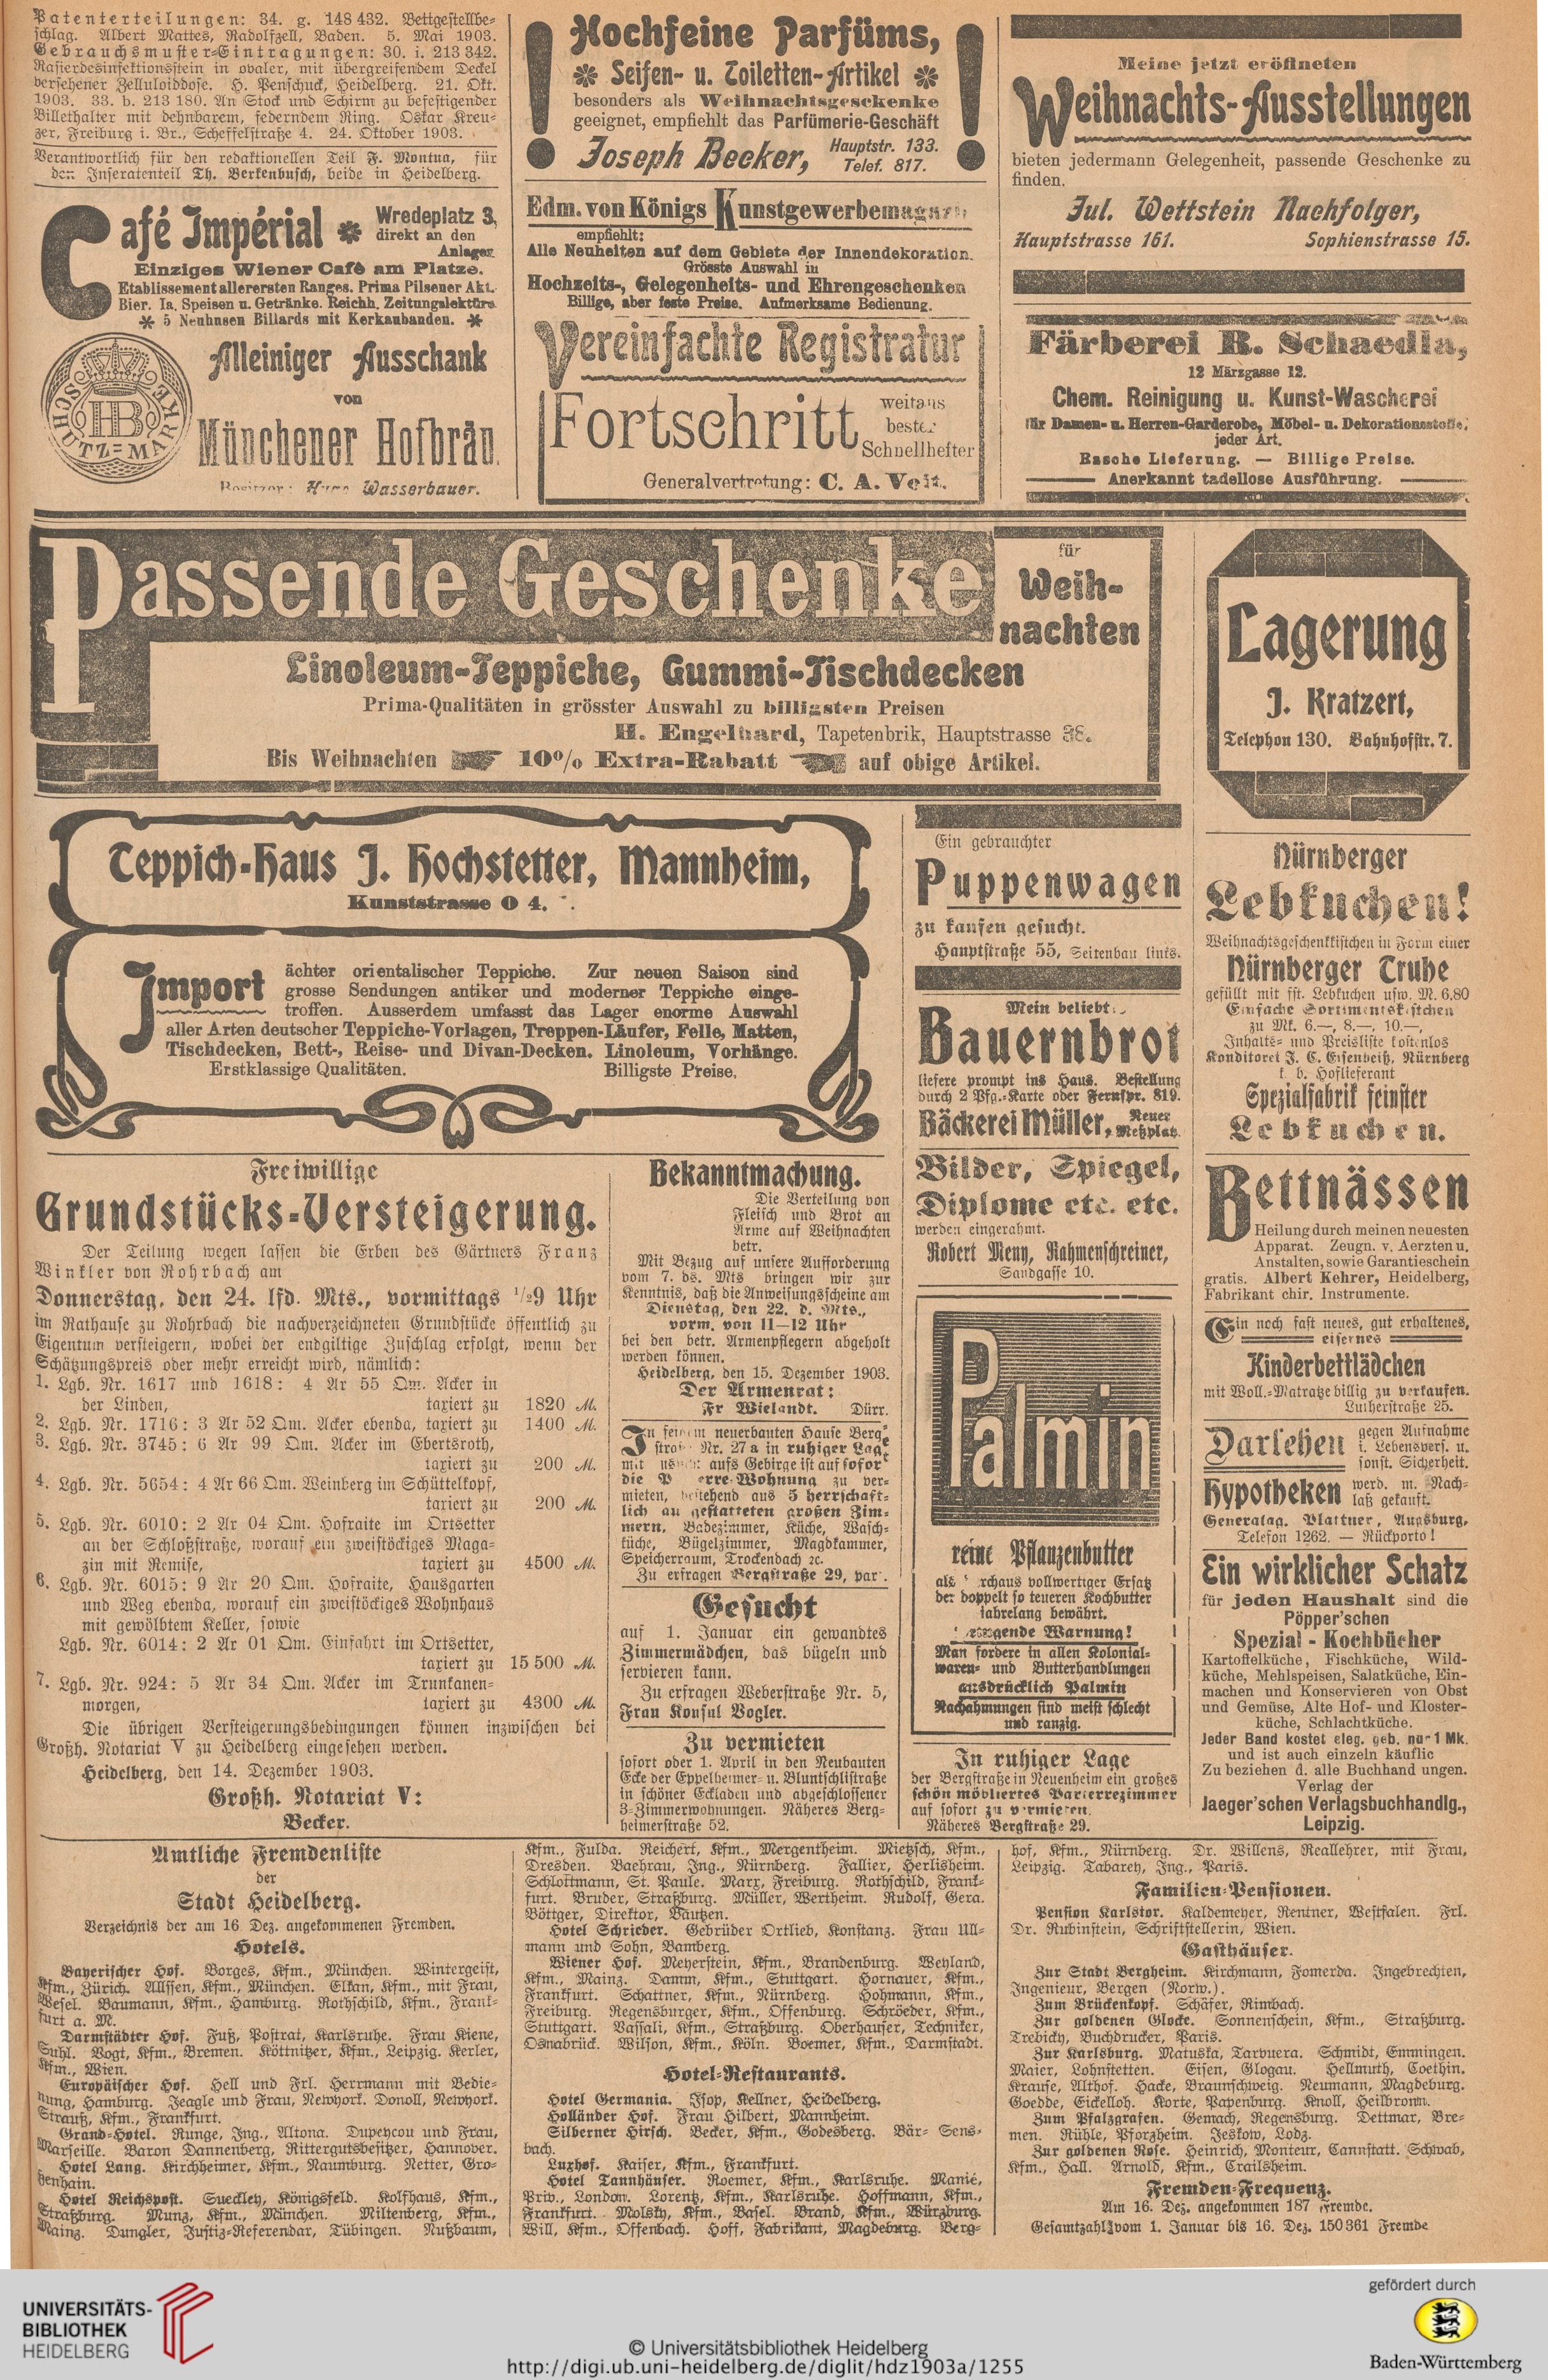 Patenterteilungen: 34. g. 148 432. Bettgestellbe-
schlag. Albert Mattes, Radolfzell, Baden. 5. Mai 1903.
Gebrauchsmuster-Eintragungen: 30. i. 213 342.
Rasierdesinfektionsstein in ovaler, mit übergreifendem Deckel
versehener Zelluloiddose. H. Penschuck, Heidelberg. 21. Okt.
1903. 33. b. 213 180. An Stock und Schirm zu befestigender
Billethalter mit dehnbarem, federndem Ring. Oskar Kreu-
zer, Freiburg i. Br., Scheffelstraße 4. 24. Oktober 1903.
Verantwortlich für den redaktionellen Teil F. Montua, für
den Inseratenteil Th. Berkenbusch, beide in Heidelberg.
Café Impérial
Wredeplatz 3,
direkt an den
Anlagen
Einziges Wiener Café am Platze.
Etablissement allerersten Ranges. Prima Pilsener Akt.
Bier. Ia. Speisen u. Getränke. Reichh. Zeitungslektüre
5 Neuhusen Billards mit Kerkaubanden.
SCHUTZ=MARKE
HB
Alleiniger Ausschank
von
Münchener Hofbräu.
Besitzer: Hugo Wasserbauer.
Hochfeine Parfüms,
Seifen- u. Toiletten-Artikel
besonders als Weihnachtsgeschenke
geeignet, empfiehlt das Parfümerie-Geschäft
Joseph Becker, Hauptstr. 133.
Telef. 817.
Edm. von Königs Kunstgewerbemagazin
empfiehlt:
Alle Neuheiten auf dem Gebiete der Innendekoration.
Grösste Auswahl in
Hochzeits-, Gelegenheits- und Ehrengeschenken
Billige, aber feste Preise. Aufmerksame Bedienung.
Vereinfachte Registratur
Fortschritt
weitaus
bester
Schnellhefter
Generalvertretung: C. A. Veit.
Meine jetzt eröffneten
Weihnachts-Ausstellungen
bieten jedermann Gelegenheit, passende Geschenke zu
finden.
Jul. Wettstein Nachfolger,
Hauptstrasse 161. Sophienstrasse 15.
Färberei R. Schaedla,
12 Märzgasse 12.
Chem. Reinigung u. Kunst-Wascherei
für Damen- u. Herren-Garderobe, Möbel- u. Dekorationsstoffe,
jeder Art.
Rasche Lieferung. — Billige Preise.
Anerkannt tadellose Ausführung.
Passende Geschenke
für
Weih-
nachten
Linoleum-Teppiche, Gummi-Tischdecken
Prima-Qualitäten in grösster Auswahl zu billigsten Preisen
H. Engelhard, Tapetenbrik, Hauptstrasse
Bis Weihnachten 10% Extra-Rabatt auf obige Artikel.
Lagerung
J. Kratzert,
Telephon 130. Bahnhofstr. 7.
Teppich-Haus J. Hochstetter, Mannheim,
Kunststrasse O 4.
Import ächter orientalischer Teppiche. Zur neuen Saison sind
grosse Sendungen antiker und moderner Teppiche einge-
troffen. Ausserdem umfasst das Lager enorme Auswahl
aller Arten deutscher Teppiche-Vorlagen, Treppen-Läufer, Felle, Matten,
Tischdecken, Bett-, Reise- und Divan-Decken. Linoleum, Vorhänge.
Erstklassige Qualitäten. Billigste Preise.
Ein gebrauchter
Puppenwagen
zu kaufen gesucht.
Hauptstraße 55, Seitenbau links.
Mein beliebt.
Bauernbrot
liefere prompt ins Haus. Bestellung
durch 2 Pfg.-Karte oder Fernspr. 819.
Bäckerei Müller, Neuer
Meßplatz.
Bilder, Spiegel,
Diplome etc. etc.
werden eingerahmt.
Robert Meny, Rahmenschreiner,
Sandgasse 10.
Palmin
reine Pflanzenbutter
als durchaus vollwertiger Ersatz
der doppelt so teueren Kochbutter
jahrelang bewährt.
Warnung!
Man fordere in allen Kolonial-
waren- und Butterhandlungen
ausdrücklich Palmin
Nachahmungen sind meist schlecht
und ranzig.
In ruhiger Lage
der Bergstraße in Neuenheim ein großes
schön möbliertes Parterrezimmer
auf sofort zu vermieten.
Näheres Bergstraße 29.
Nürnberger
Lebkuchen!
Weihnachtsgeschenkkistchen in Form einer
Nürnberger Truhe
gefüllt mit fst. Lebkuchen usw. M. 6.80
Einfache Sortimentskistchen
zu Mk. 6.—, 8.—, 10.—,
Inhalts- und Preisliste kostenlos
Konditorei J. C. Eisenbeiß, Nürnberg
k. b. Hoflieferant
Spezialfabrik feinster
Lebkuchen.
Bettnässen
Heilung durch meinen neuesten
Apparat. Zeugn. v. Aerzten u.
Anstalten, sowie Garantieschein
gratis. Albert Kehrer, Heidelberg,
Fabrikant chir. Instrumente.
Ein noch fast neues, gut erhaltenes,
eisernes
Kinderbettlädchen
mit Woll.-Matratze billig zu verkaufen.
Lutherstraße 25.
Darlehen gegen Aufnahme
i. Lebensvers. u.
sonst. Sicherheit.
Hypotheken werd. m. Nach-
laß gekauft.
Generalag. Plattner, Augsburg,
Telefon 1262. — Rückporto!
Ein wirklicher Schatz
für jeden Haushalt sind die
Pöpper'schen
Spezial - Kochbücher
Kartoffelküche, Fischküche, Wild-
küche, Mehlspeisen, Salatküche, Ein-
machen und Konservieren von Obst
und Gemüse, Alte Hof- und Kloster-
küche, Schlachtküche.
Jeder Band kostet eleg. geb. nur 1 Mk.
und ist auch einzeln käuflic
Zu beziehen d. alle Buchhand ungen.
Verlag der
Jaeger'schen Verlagsbuchhandlg.,
Leipzig.
Freiwillige
Grundstücks-Versteigerung.
Der Teilung wegen lassen die Erben des Gärtners Franz
Winkler von Rohrbach am
Donnerstag, den 24. lfd. Mts., vormittags 1/29 Uhr
im Rathause zu Rohrbach die nachverzeichneten Grundstücke öffentlich zu
Eigentum versteigern, wobei der endgiltige Zuschlag erfolgt, wenn der
Schätzungspreis oder mehr erreicht wird, nämlich:
1. Lgb. Nr. 1617 und 1618: 4 Ar 55 Qm. Acker in
der Linden, taxiert zu 1820 M.
2. Lgb. Nr. 1716: 3 Ar 52 Qm. Acker ebenda, taxiert zu 1400 M.
3. Lgb. Nr. 3745: 6 Ar 99 Qm. Acker im Ebertsroth,
taxiert zu 200 M.
4. Lgb. Nr. 5654: 4 Ar 66 Qm. Weinberg im Schüttelkopf,
taxiert zu 200 M.
5. Lgb. Nr. 6010: 2 Ar 04 Qm. Hofraite im Ortsetter
an der Schloßstraße, worauf ein zweistöckiges Maga-
zin mit Remise, taxiert zu 4500 M.
6. Lgb. Nr. 6015: 9 Ar 20 Qm. Hofraite, Hausgarten
und Weg ebenda, worauf ein zweistöckiges Wohnhaus
mit gewölbtem Keller, sowie
Lgb. Nr. 6014: 2 Ar 01 Qm. Einfahrt im Ortsetter,
taxiert zu 15 500 M.
7. Lgb. Nr. 924: 5 Ar 34 Qm. Acker im Trunkanen-
morgen, taxiert zu 4300 M.
Die übrigen Versteigerungsbedingungen können inzwischen bei
Großh. Notariat V zu Heidelberg eingesehen werden.
Heidelberg, den 14. Dezember 1903.
Großh. Notariat V:
Becker.
Bekanntmachung.
Die Verteilung von
Fleisch und Brot an
Arme auf Weihnachten
betr.
Mit Bezug auf unsere Aufforderung
vom 7. ds. Mts bringen wir zur
Kenntnis, daß die Anweisungsscheine am
Dienstag, den 22. d. Mts.,
vorm. von 11—12 Uhr
bei den betr. Armenpflegern abgeholt
werden können.
Heidelberg, den 15. Dezember 1903.
Der Armenrat:
Fr Wielandt. Dürr.
In seinem neuerbauten Hause Berg-
straße Nr. 27 a in ruhiger Lage
mit aufs Gebirge ist auf sofort
die Wohnung zu ver-
mieten, bestehend aus 5 herrschaft-
lich ausgestatteten großen Zim-
mern, Badezimmer, Küche, Wasch-
küche, Bügelzimmer, Magdkammer,
Speicherraum, Trockendach ⁊c.
Zu erfragen Bergstraße 29, part.
Gesucht
auf 1. Januar ein gewandtes
Zimmermädchen, das bügeln und
servieren kann.
Zu erfragen Weberstraße Nr. 5,
Frau Konsul Vogler.
Zu vermieten
sofort oder 1. April in den Neubauten
Ecke der Eppelheimer- u. Bluntschlistraße
in schöner Eckladen und abgeschlossener
3-Zimmerwohnungen. Näheres Berg-
heimerstraße 52.
Amtliche Fremdenliste
der
Stadt Heidelberg.
Verzeichnis der am 16. Dez. angekommenen Fremden.
Hotels.
Bayerischer Hof. Borges, Kfm., München. Wintergeist,
Kfm., Zürich. Allssen, Kfm., München. Elkan, Kfm., mit Frau,
Wesel. Baumann, Kfm., Hamburg. Rothschild, Kfm., Frank-
furt a. M.
Darmstädter Hof. Fuß, Postrat, Karlsruhe. Frau Kiene,
Suhl. Vogt, Kfm., Bremen. Köttnitzer, Kfm., Leipzig. Kerler,
Kfm., Wien.
Europäischer Hof. Hell und Frl. Herrmann mit Bedie-
nung, Hamburg. Jeagle und Frau, Newyork. Donoll, Newyork.
Strauß, Kfm., Frankfurt.
Grand-Hotel. Runge, Ing., Altona. Dupeycou und Frau,
Marseille. Baron Dannenberg, Rittergutsbesitzer, Hannover.
Hotel Lang. Kirchheimer, Kfm., Naumburg. Netter, Gro-
ßenhain.
Hotel Reichspost. Sueckley, Königsfeld. Kolfhaus, Kfm.,
Straßburg. Munz, Kfm., München. Miltenberg, Kfm.,
Mainz. Dungler, Justiz-Referendar, Tübingen. Nußbaum,
Kfm., Fulda. Reichert, Kfm., Mergentheim. Mietzsch, Kfm.,
Dresden. Baehrau, Ing., Nürnberg. Fallier, Herlisheim.
Schlottmann, St. Paule. Marx, Freiburg. Rothschild, Frank-
furt. Bruder, Straßburg. Müller, Wertheim. Rudolf, Gera.
Böttger, Direktor, Bautzen.
Hotel Schrieder. Gebrüder Ortlieb, Konstanz. Frau Ull-
mann und Sohn, Bamberg.
Wiener Hof. Meyerstein, Kfm., Brandenburg. Weyland,
Kfm., Mainz. Damm, Kfm., Stuttgart. Hornauer, Kfm.,
Frankfurt. Schattner, Kfm., Nürnberg. Hohmann, Kfm.,
Freiburg. Regensburger, Kfm., Offenburg. Schröeder, Kfm.,
Stuttgart. Vassali, Kfm., Straßburg. Oberhauser, Techniker,
Osnabrück. Wilson, Kfm., Köln. Boemer, Kfm., Darmstadt.
Hotel-Restaurants.
Hotel Germania. Isop, Kellner, Heidelberg.
Holländer Hof. Frau Hilbert, Mannheim.
Silberner Hirsch. Becker, Kfm., Godesberg. Bär- Sens-
bach.
Luxhof. Kaiser, Kfm., Frankfurt.
Hotel Tannhäuser. Roemer, Kfm., Karlsruhe. Manié,
Priv., London. Lorentz, Kfm., Karlsruhe. Hoffmann, Kfm.,
Frankfurt. Molsky, Kfm., Basel. Brand, Kfm., Würzburg.
Will, Kfm., Offenbach. Hoff, Fabrikant, Magdeburg. Berg-
hof, Kfm., Nürnberg. Dr. Willens, Reallehrer, mit Frau,
Leipzig. Tabarey, Ing., Paris.
Familien-Pensionen.
Pension Karlstor. Kaldemeyer, Rentner, Westfalen. Frl.
Dr. Rubinstein, Schriftstellerin, Wien.
Gasthäuser.
Zur Stadt Bergheim. Kirchmann, Fomerda. Ingebrechten,
Ingenieur, Bergen (Norw.).
Zum Brückenkopf. Schäfer, Rimbach.
Zur goldenen Glocke. Sonnenschein, Kfm., Straßburg.
Trebicky, Buchdrucker, Paris.
Zur Karlsburg. Matuska, Tarvuera. Schmidt, Emmingen.
Maier, Lohnstetten. Eisen, Glogau. Hellmuth, Coethin.
Krause, Althof. Hacke, Braunschweig. Neumann, Magdeburg.
Goedde, Eickelloh. Korte, Papenburg. Knoll, Heilbronn.
Zum Pfalzgrafen. Gemach, Regensburg. Dettmar, Bre-
men. Rühle, Pforzheim. Jeskow, Lodz.
Zur goldenen Rose. Heinrich, Monteur, Cannstatt. Schwab,
Kfm., Hall. Arnold, Kfm., Crailsheim.
Fremden-Frequenz.
Am 16. Dez. angekommen 187 Fremde.
Gesamtzahl vom 1. Januar bis 16. Dez. 150 361 Fremde
UNIVERSITÄTS-
BIBLIOTHEK
HEIDELBERG
© Universitätsbibliothek Heidelberg
http://digi.ub.uni-heidelberg.de/diglit/hdz1903a/1255
gefördert durch
Baden-Württemberg